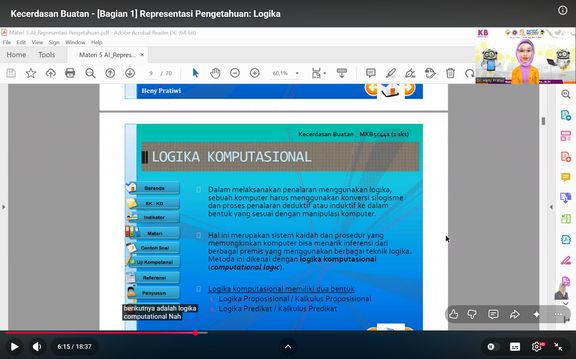 Kecerdasan Buatan - [Bagian 1] Representasi Pengetahuan: Logika
Materi 5 AI_Representasi Pengetahuan.pdf - Adobe Acrobat Reader DC (64-bit)
File Edit View Sign Window Help
Home Tools Materi 5 AI_Repres... ×
9 / 70
60,1%
KB
Heny Pratiwi
Kecerdasan Buatan _ MKB51441 (2 sks)
LOGIKA KOMPUTASIONAL
Beranda
SK KD
Indikator
Materi
Contoh Soal
Uji Kompetensi
Referensi
Penyusun
Dalam melaksanakan penalaran menggunakan logika,
sebuah komputer harus menggunakan konversi silogisme
dan proses penalaran deduktif atau induktif ke dalam
bentuk yang sesuai dengan manipulasi komputer.
Hal ini merupakan sistem kaidah dan prosedur yang
memungkinkan komputer bisa menarik inferensi dari
berbagai premis yang menggunakan berbagai teknik logika.
Metoda ini dikenal dengan logika komputasional
(computational logic).
Logika komputasional memiliki dua bentuk
Logika Proposisional / Kalkulus Proposisional
Logika Predikat / Kalkulus Predikat
berikutnya adalah logika
computational Nah
6:15 / 18:37